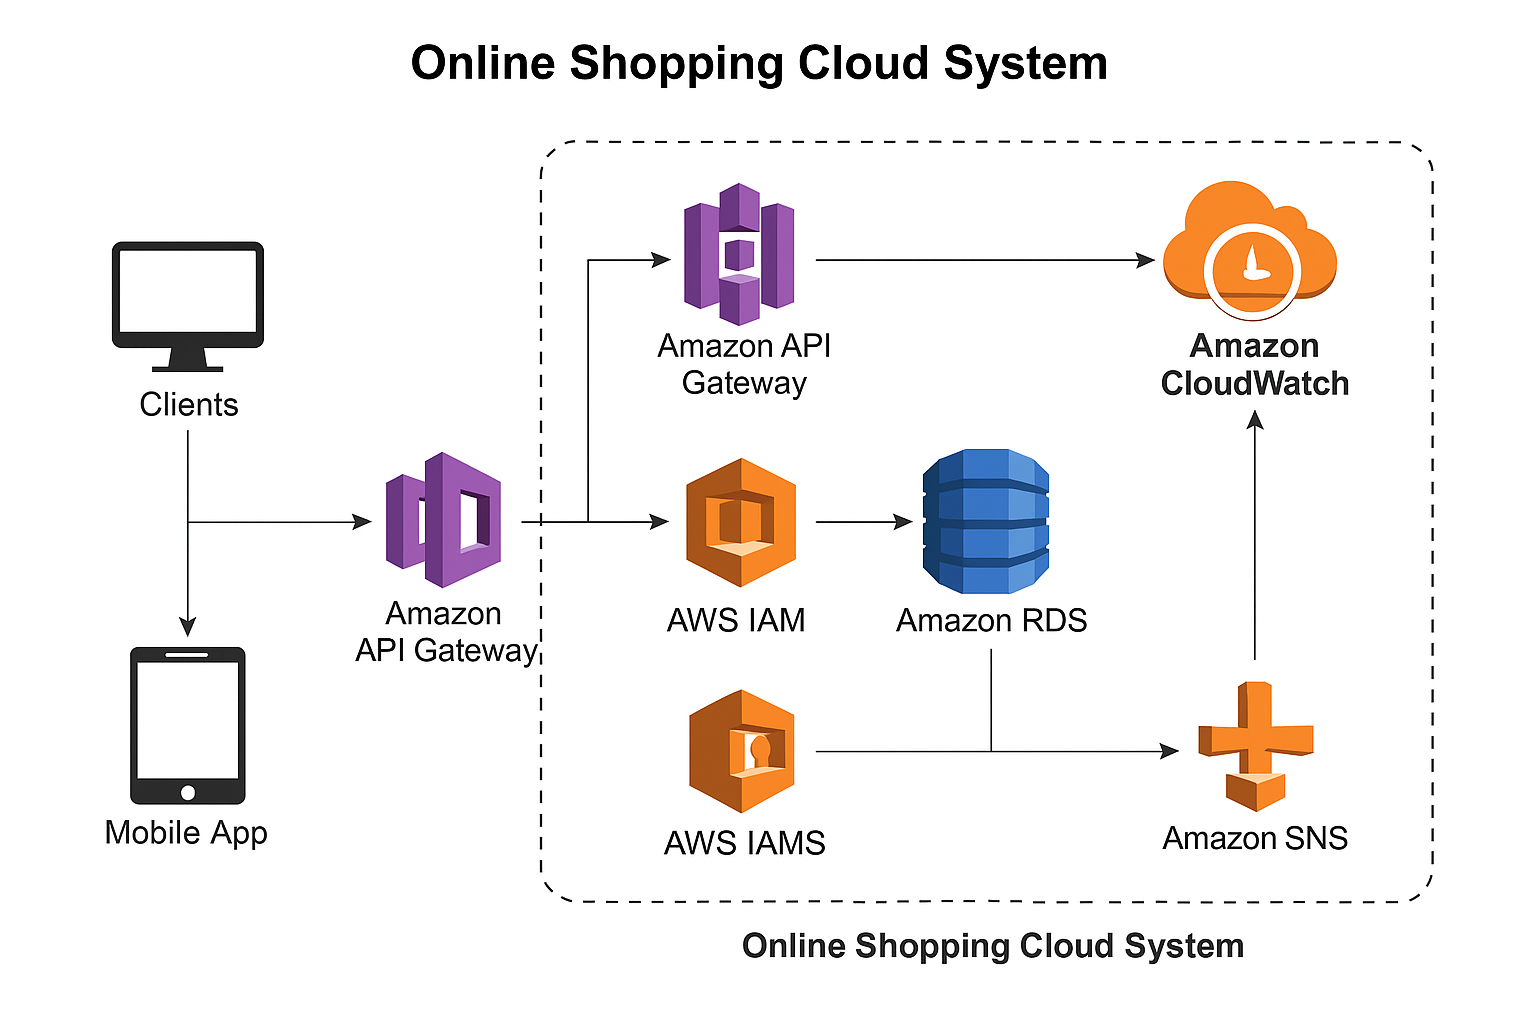 Online Shopping Cloud System
Clients
Mobile App
Amazon
API Gateway
Amazon API
Gateway
Amazon
CloudWatch
AWS IAM
Amazon RDS
AWS IAMS
Amazon SNS
Online Shopping Cloud System